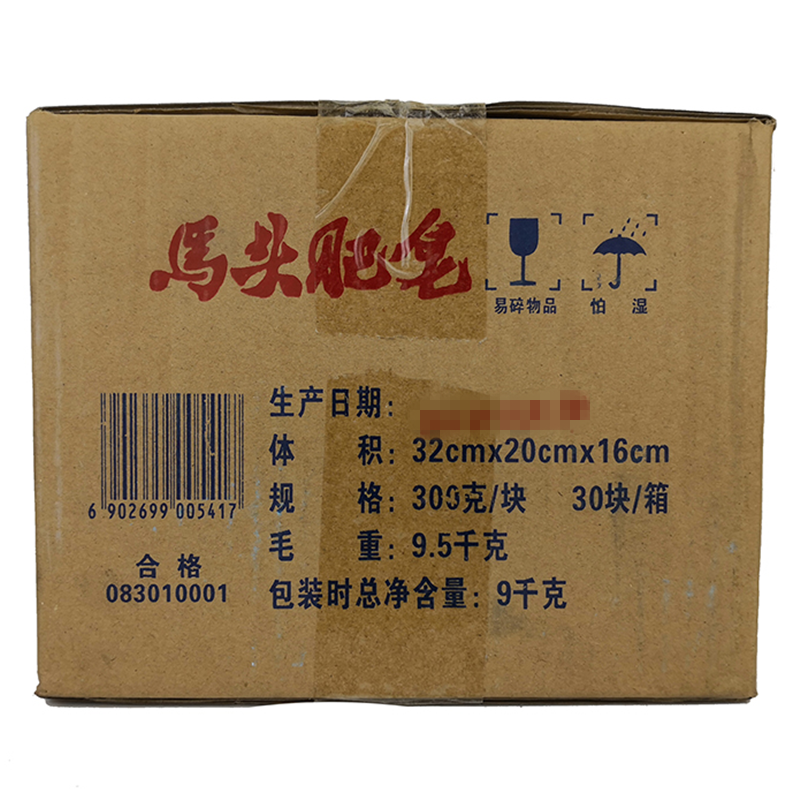 馬头肥皂
易碎物品
怕 湿
生产日期:
体 积: 32cmx20cmx16cm
规 格: 300克/块 30块/箱
毛 重: 9.5千克
包装时总净含量: 9千克
6 902699 005417
合格
083010001